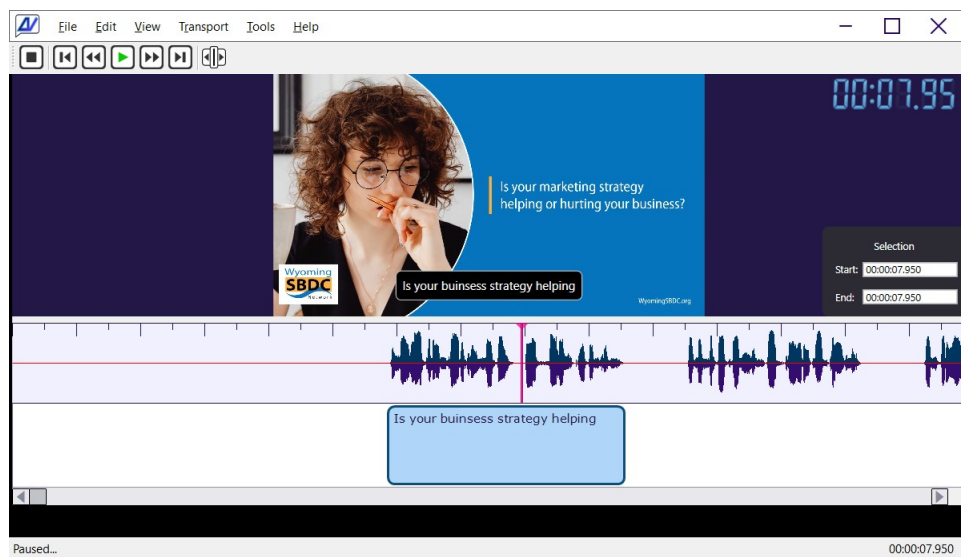 File Edit View Transport Tools Help
00:07.95
Is your marketing strategy
helping or hurting your business?
Selection
Start: 00:00:07.950
End: 00:00:07.950
Wyoming
SBDC
Network
Is your buinsess strategy helping
WyomingSBDC.org
Is your buinsess strategy helping
Paused... 00:00:07.950